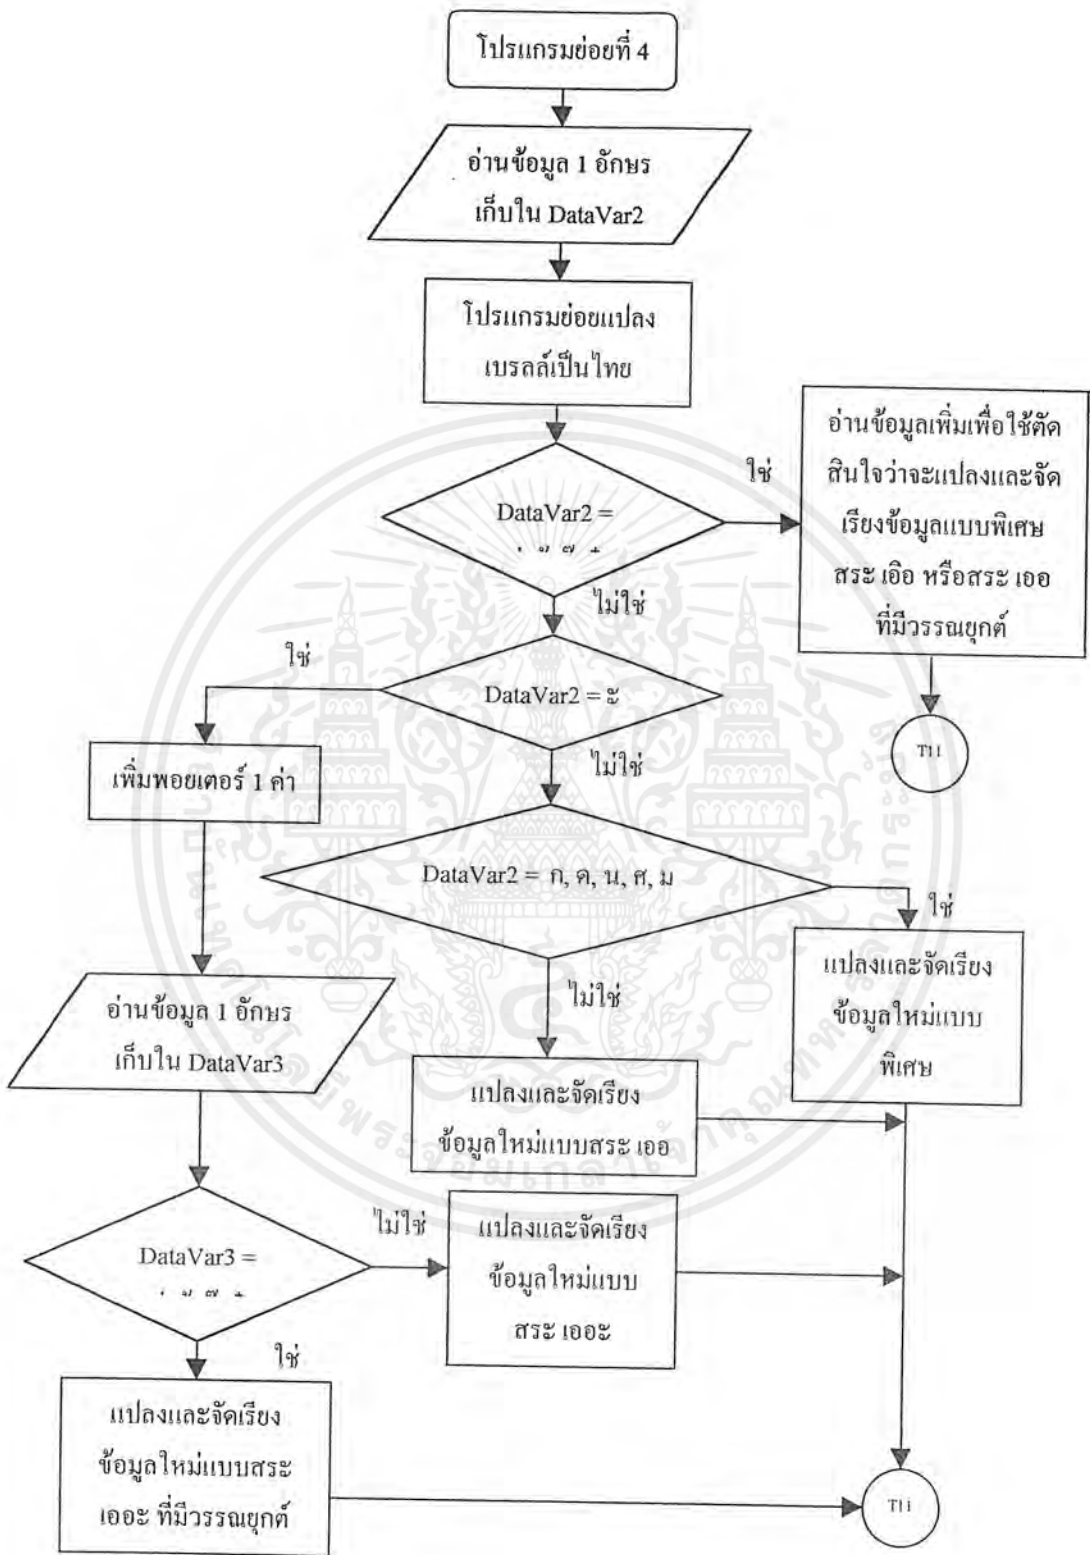 โปรแกรมย่อยที่ 4
อ่านข้อมูล 1 อักษร
เก็บใน DataVar2
โปรแกรมย่อยแปลง
เบรลล์เป็นไทย
DataVar2 =
ใช่
อ่านข้อมูลเพิ่มเพื่อใช้ตัด
สินใจว่าจะแปลงและจัด
เรียงข้อมูลแบบพิเศษ
สระ เอือ หรือสระ เออ
ที่มีวรรณยุกต์
T11
ไม่ใช่
DataVar2 = ะ
ใช่
เพิ่มพอยเตอร์ 1 ค่า
ไม่ใช่
DataVar2 = ก, ด, น, ศ, ม
ใช่
แปลงและจัดเรียง
ข้อมูลใหม่แบบ
พิเศษ
ไม่ใช่
แปลงและจัดเรียง
ข้อมูลใหม่แบบสระ เออ
อ่านข้อมูล 1 อักษร
เก็บใน DataVar3
DataVar3 =
ไม่ใช่
แปลงและจัดเรียง
ข้อมูลใหม่แบบ
สระ เออะ
ใช่
แปลงและจัดเรียง
ข้อมูลใหม่แบบสระ
เออะ ที่มีวรรณยุกต์
T11